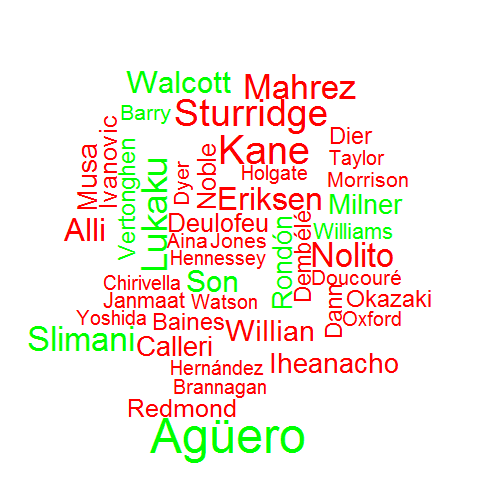 Walcott
Mahrez
Barry
Sturridge
Ivanovic
Musa
Vertonghen
Lukaku
Dyer
Noble
Kane
Dier
Taylor
Holgate
Morrison
Eriksen
Milner
Alli
Deulofeu
Williams
Aina
Jones
Rondón
Dembélé
Nolito
Hennessey
Chirivella
Son
Doucouré
Janmaat
Watson
Dann
Okazaki
Yoshida
Baines
Willian
Oxford
Slimani
Calleri
Hernández
Iheanacho
Brannagan
Redmond
Agüero